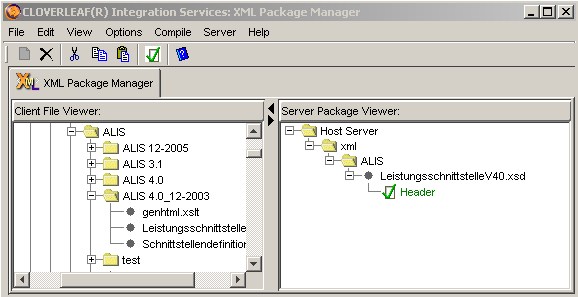 CLOVERLEAF(R) Integration Services: XML Package Manager
File Edit View Options Compile Server Help
XML Package Manager
Client File Viewer:
ALIS
ALIS 12-2005
ALIS 3.1
ALIS 4.0
ALIS 4.0_12-2003
genhtml.xslt
Leistungsschnittstelle
Schnittstellendefinition
test
Server Package Viewer:
Host Server
xml
ALIS
LeistungsschnittstelleV40.xsd
Header